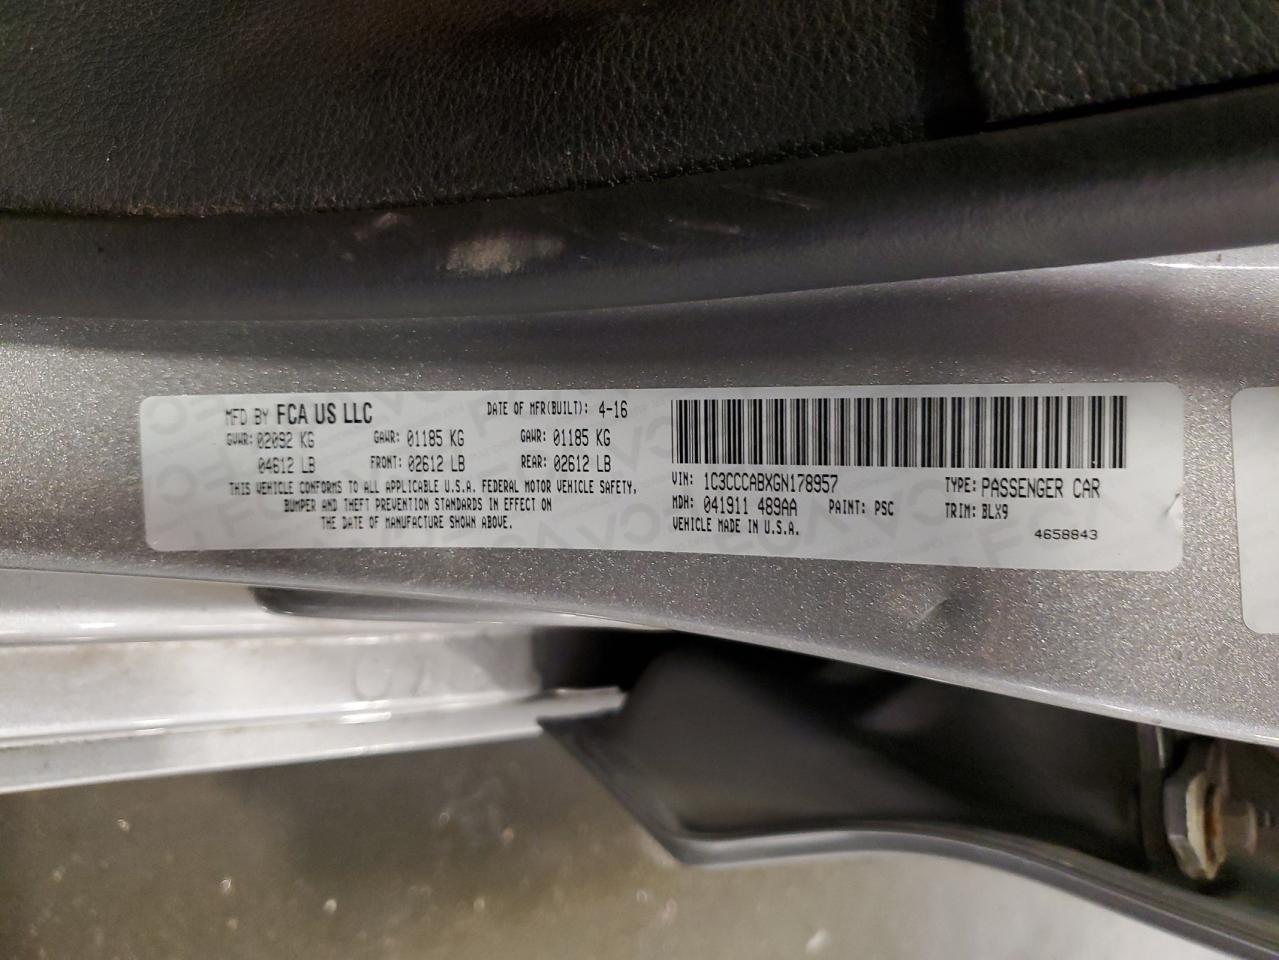 MFD BY FCA US LLC DATE OF MFR(BUILT): 4-16
GVWR: 02092 KG GAWR: 01185 KG GAWR: 01185 KG
04612 LB FRONT: 02612 LB REAR: 02612 LB
THIS VEHICLE CONFORMS TO ALL APPLICABLE U.S.A. FEDERAL MOTOR VEHICLE SAFETY,
BUMPER AND THEFT PREVENTION STANDARDS IN EFFECT ON
THE DATE OF MANUFACTURE SHOWN ABOVE.
VIN: 1C3CCCABXGN178957 TYPE: PASSENGER CAR
MDH: 041911 489AA PAINT: PSC TRIM: BLX9
VEHICLE MADE IN U.S.A. 4658843